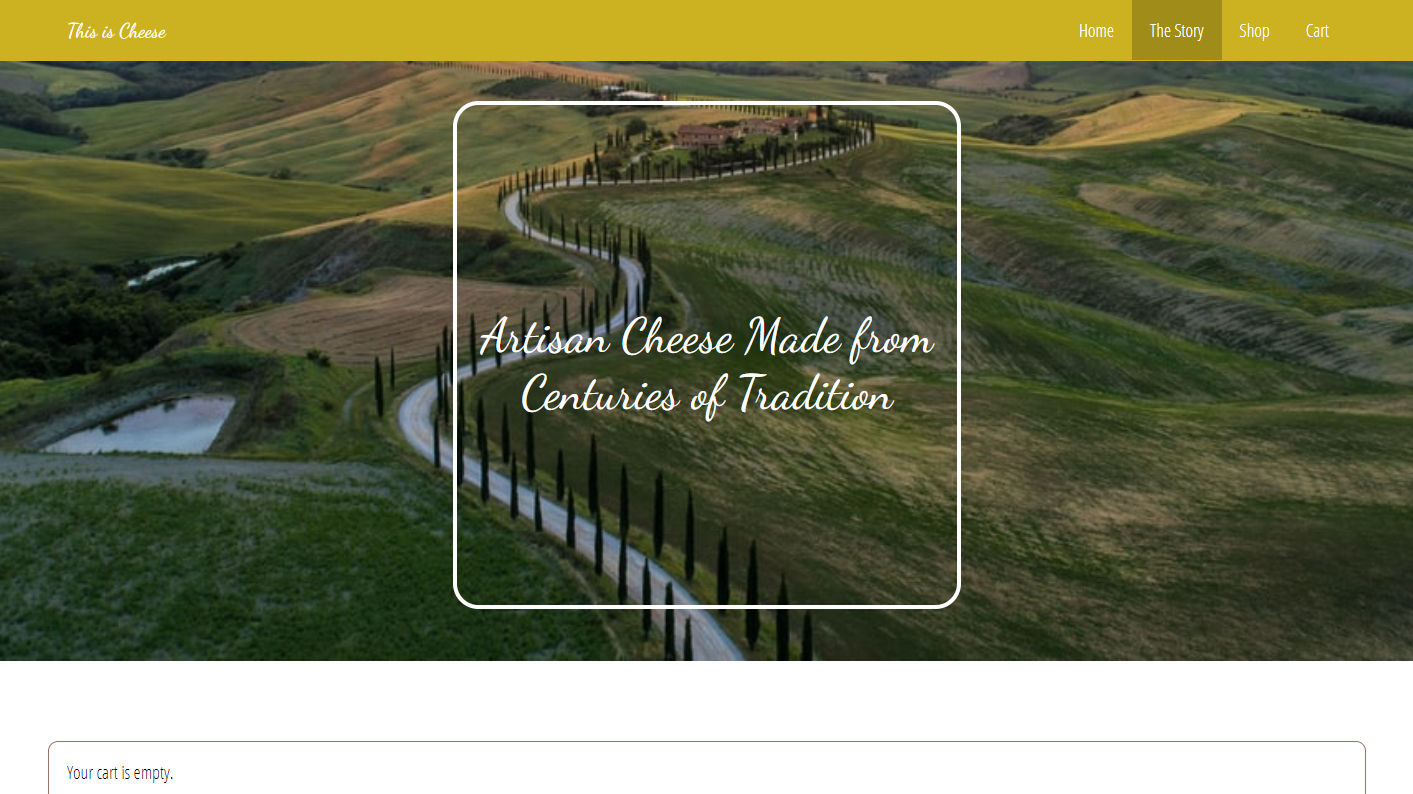 This is Cheese
Home The Story Shop Cart
Artisan Cheese Made from
Centuries of Tradition
Your cart is empty.